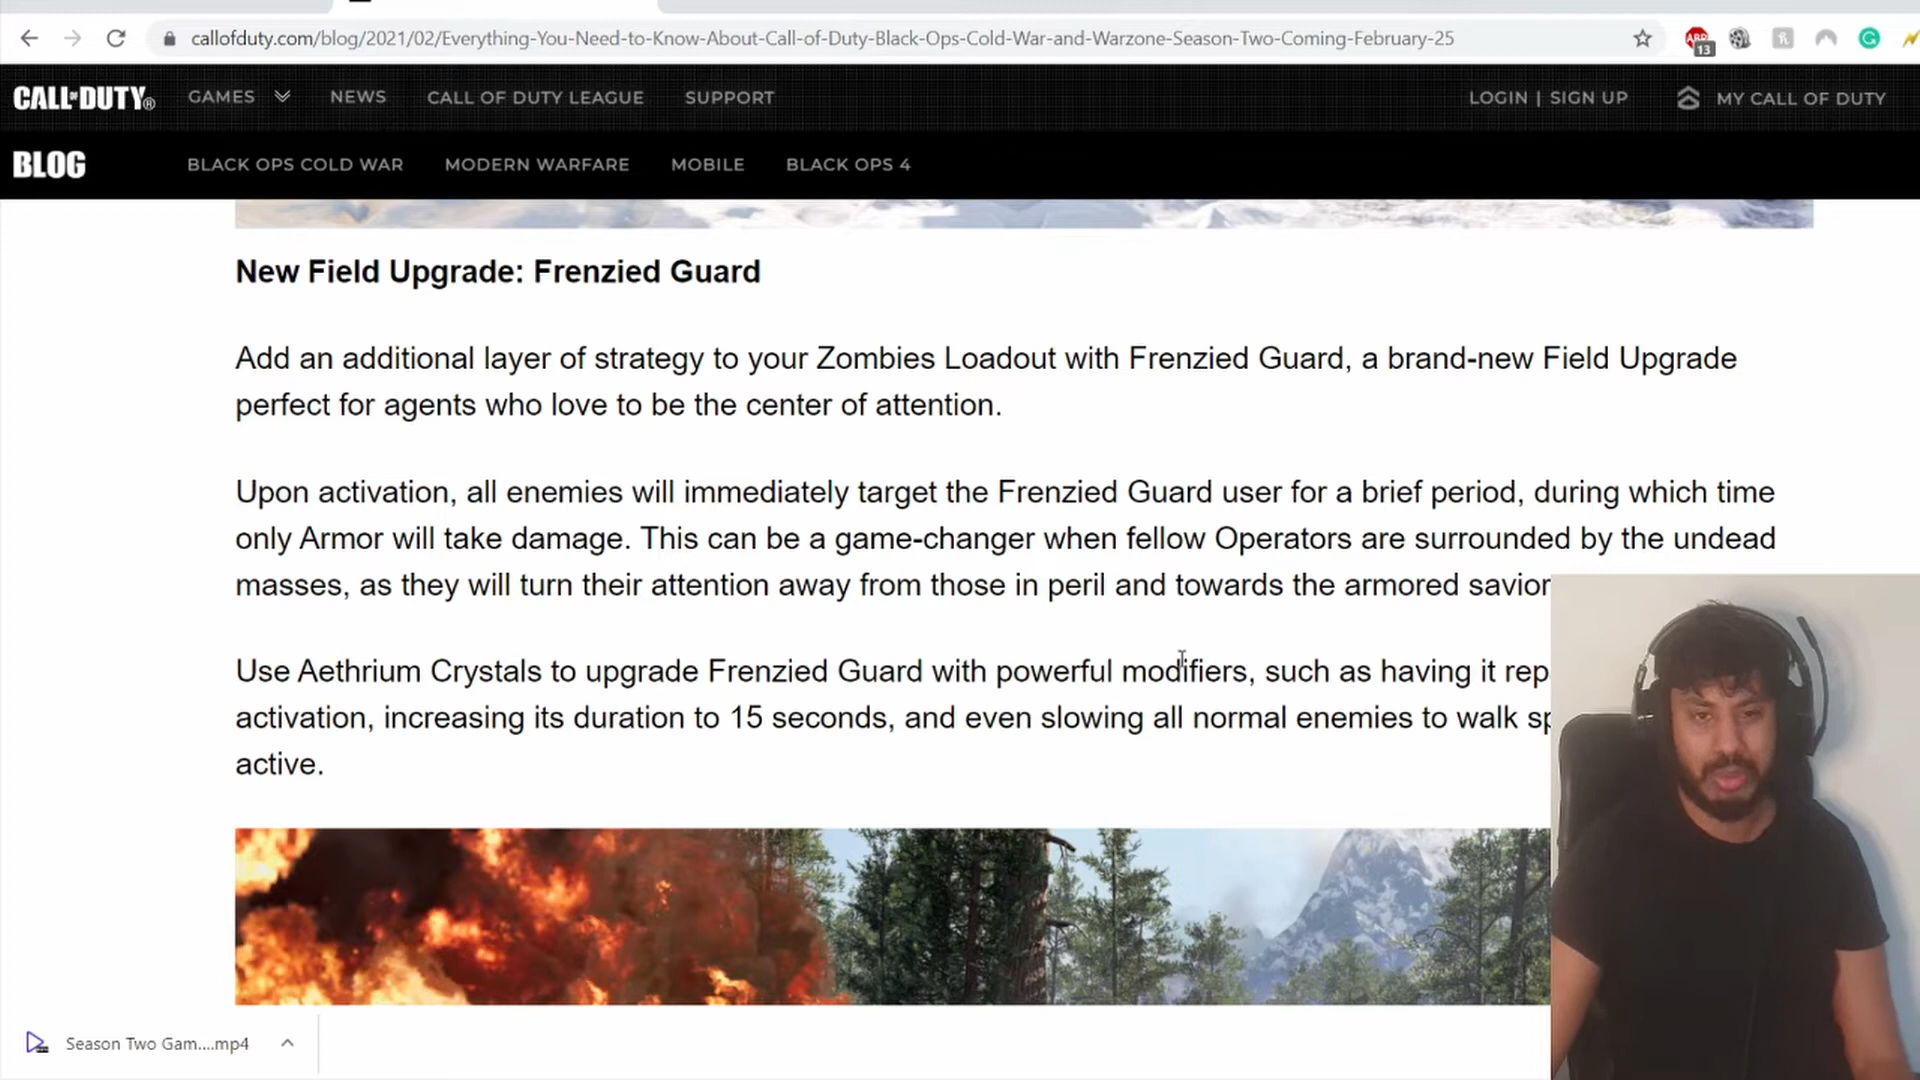 callofduty.com/blog/2021/02/Everything-You-Need-to-Know-About-Call-of-Duty-Black-Ops-Cold-War-and-Warzone-Season-Two-Coming-February-25
ABP
13
CALL OF DUTY®
GAMES
NEWS
CALL OF DUTY LEAGUE
SUPPORT
LOGIN | SIGN UP
MY CALL OF DUTY
BLOG
BLACK OPS COLD WAR
MODERN WARFARE
MOBILE
BLACK OPS 4
New Field Upgrade: Frenzied Guard
Add an additional layer of strategy to your Zombies Loadout with Frenzied Guard, a brand-new Field Upgrade
perfect for agents who love to be the center of attention.
Upon activation, all enemies will immediately target the Frenzied Guard user for a brief period, during which time
only Armor will take damage. This can be a game-changer when fellow Operators are surrounded by the undead
masses, as they will turn their attention away from those in peril and towards the armored savior
Use Aethrium Crystals to upgrade Frenzied Guard with powerful modifiers, such as having it rep
activation, increasing its duration to 15 seconds, and even slowing all normal enemies to walk sp
active.
Season Two Gam....mp4